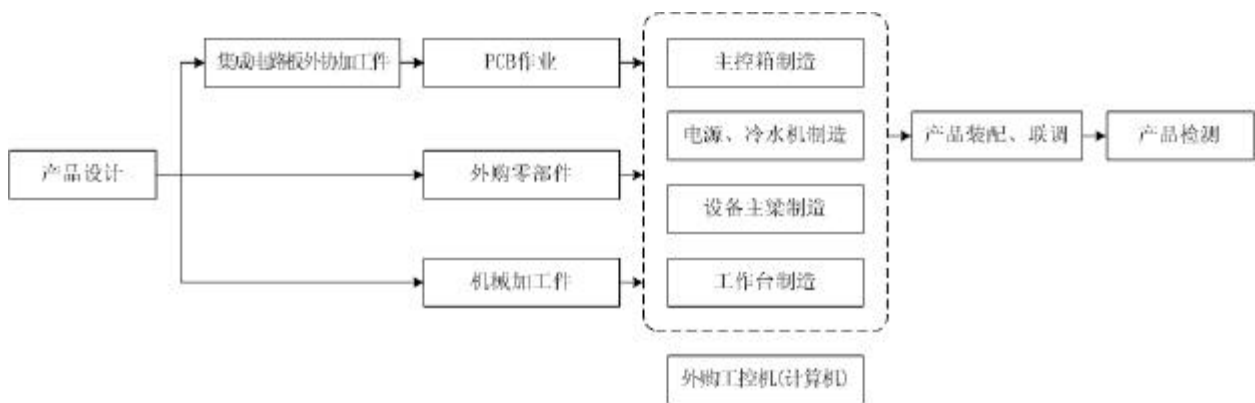 集成电路板外协加工件
PCB作业
主控箱制造
电源、冷水机制造
产品装配、联调
产品检测
产品设计
外购零部件
设备主梁制造
机械加工件
工作台制造
外购工控机(计算机)